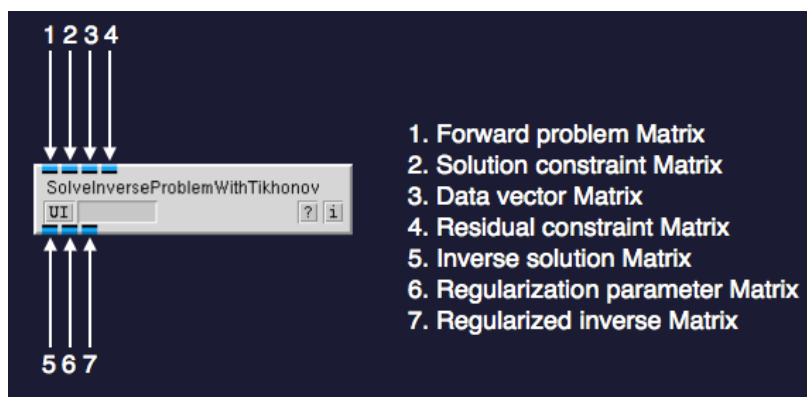 1 2 3 4
SolveInverseProblemWithTikhonov
UI ? i
5 6 7
1. Forward problem Matrix
2. Solution constraint Matrix
3. Data vector Matrix
4. Residual constraint Matrix
5. Inverse solution Matrix
6. Regularization parameter Matrix
7. Regularized inverse Matrix